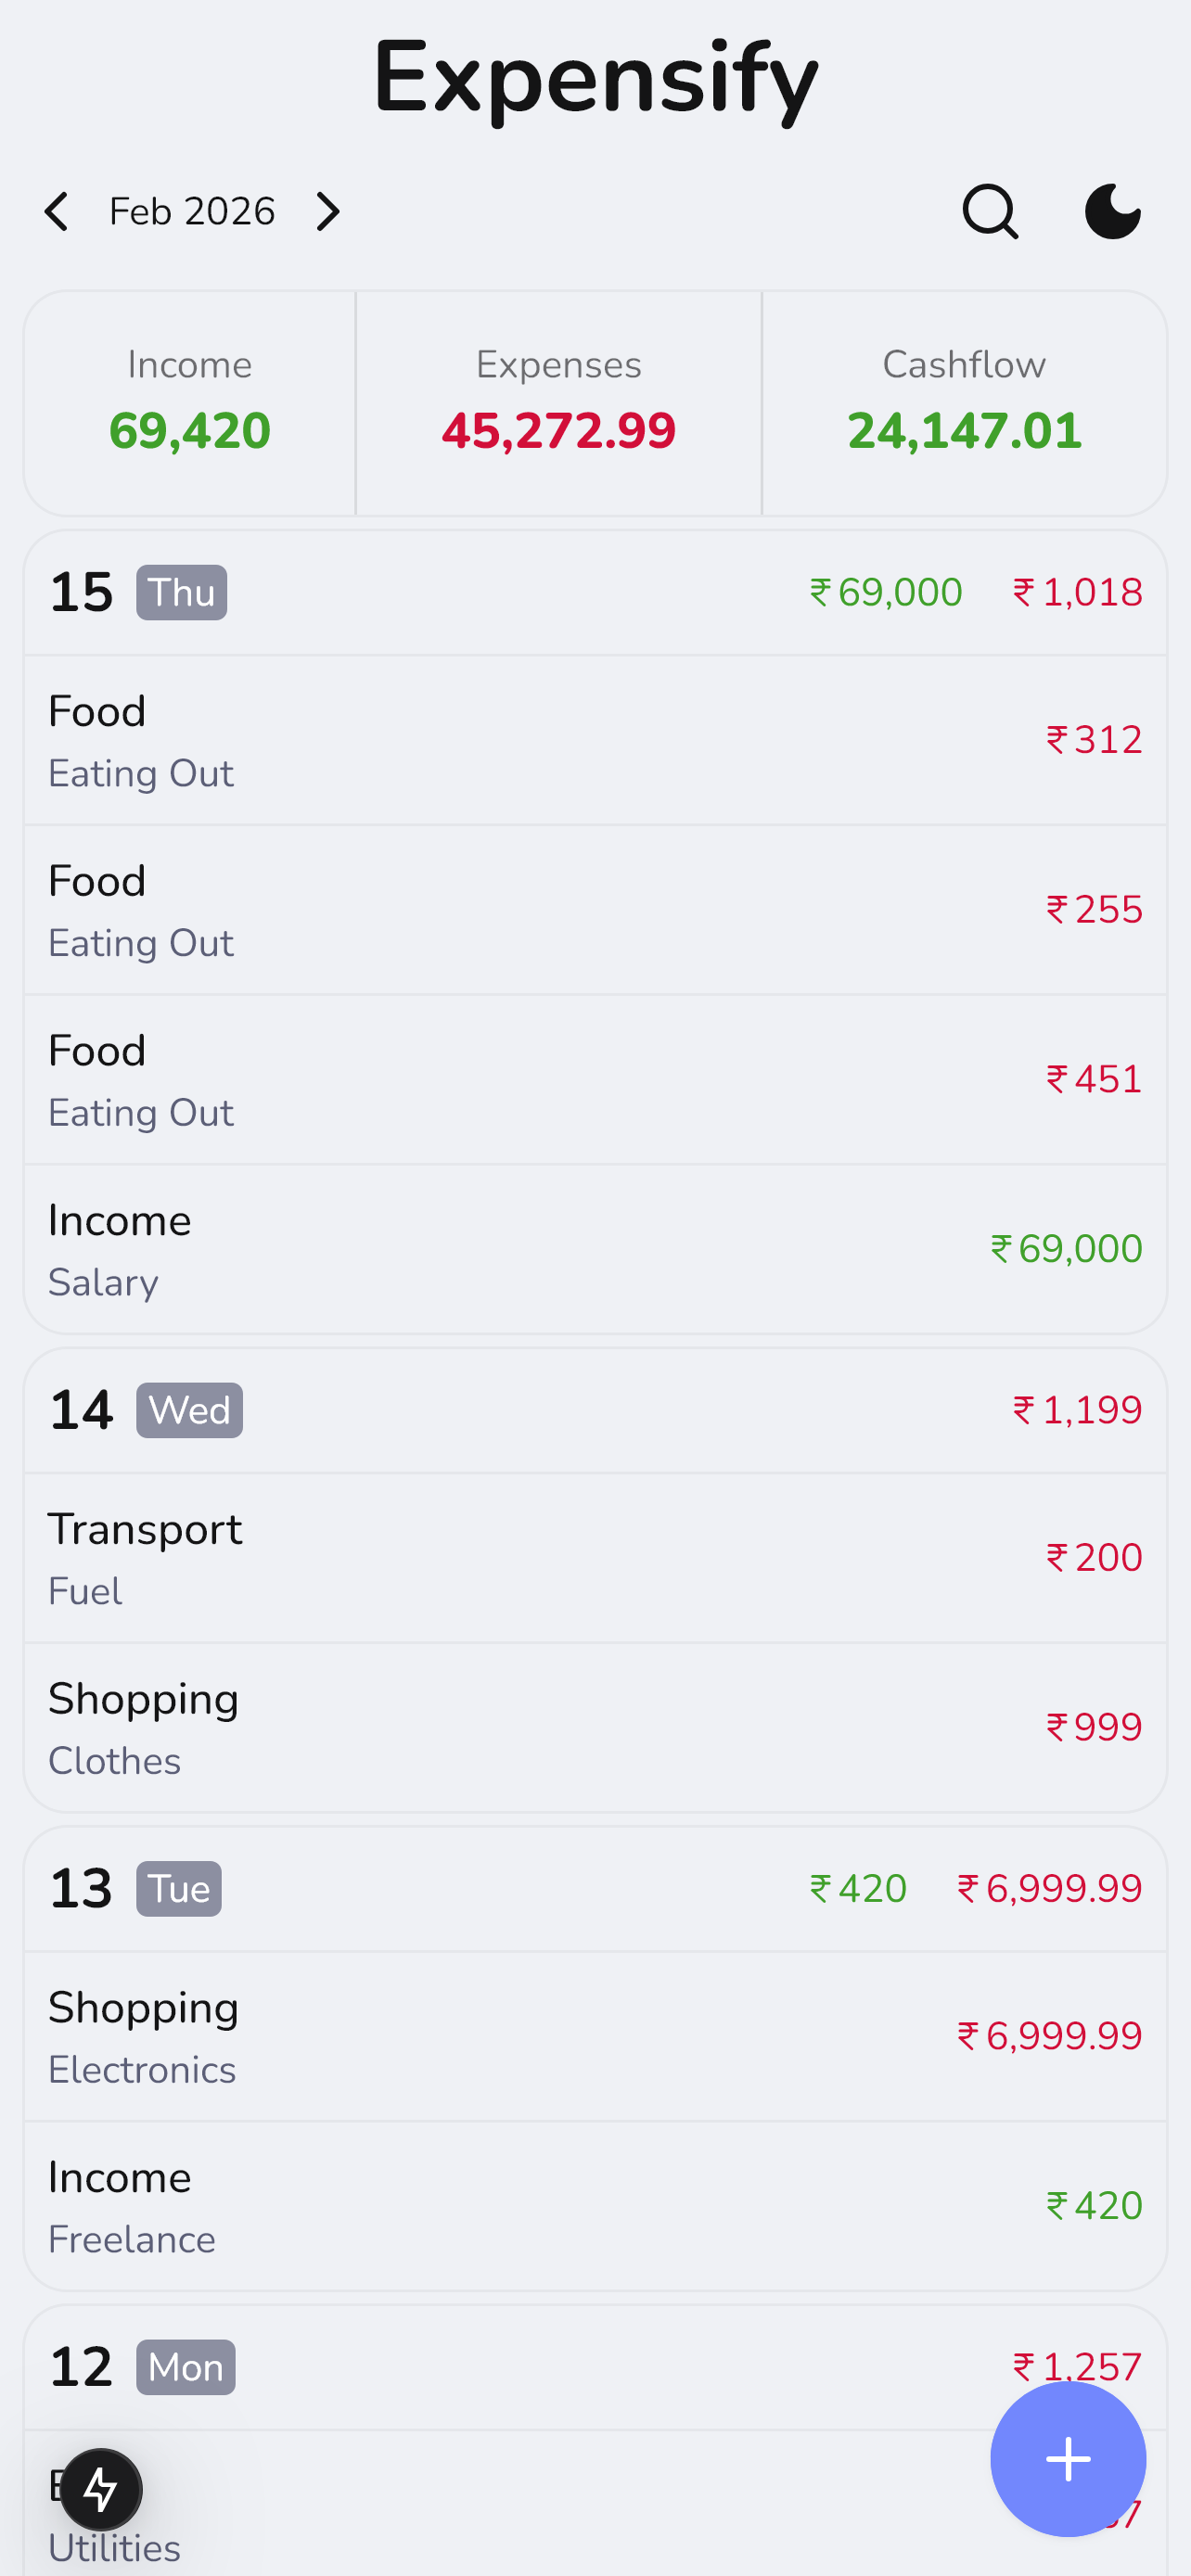 Expensify
Feb 2026
Income Expenses Cashflow
69,420 45,272.99 24,147.01
15 Thu ₹69,000 ₹1,018
Food
Eating Out
₹312
Food
Eating Out
₹255
Food
Eating Out
₹451
Income
Salary
₹69,000
14 Wed ₹1,199
Transport
Fuel
₹200
Shopping
Clothes
₹999
13 Tue ₹420 ₹6,999.99
Shopping
Electronics
₹6,999.99
Income
Freelance
₹420
12 Mon ₹1,257
Utilities